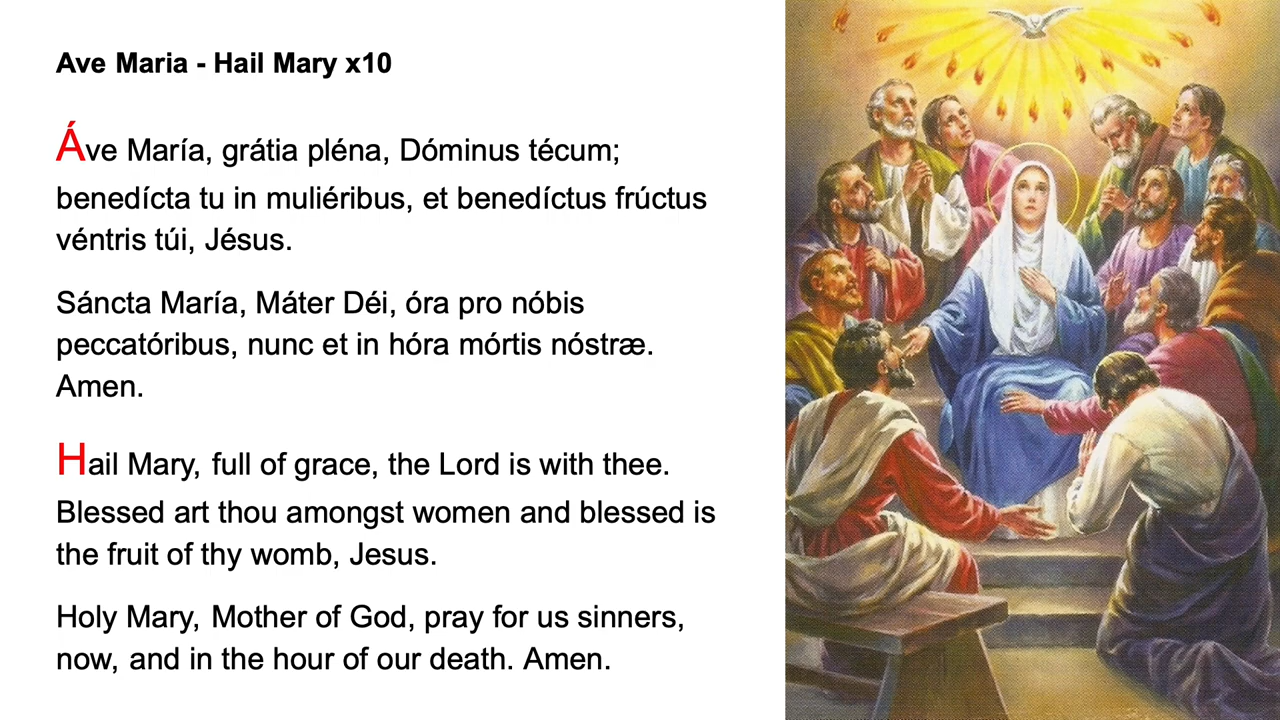 Ave Maria - Hail Mary x10
Áve María, grátia pléna, Dóminus técum;
benedícta tu in muliéribus, et benedíctus frúctus
véntris túi, Jésus.
Sáncta María, Máter Déi, óra pro nóbis
peccatóribus, nunc et in hóra mórtis nóstræ.
Amen.
Hail Mary, full of grace, the Lord is with thee.
Blessed art thou amongst women and blessed is
the fruit of thy womb, Jesus.
Holy Mary, Mother of God, pray for us sinners,
now, and in the hour of our death. Amen.